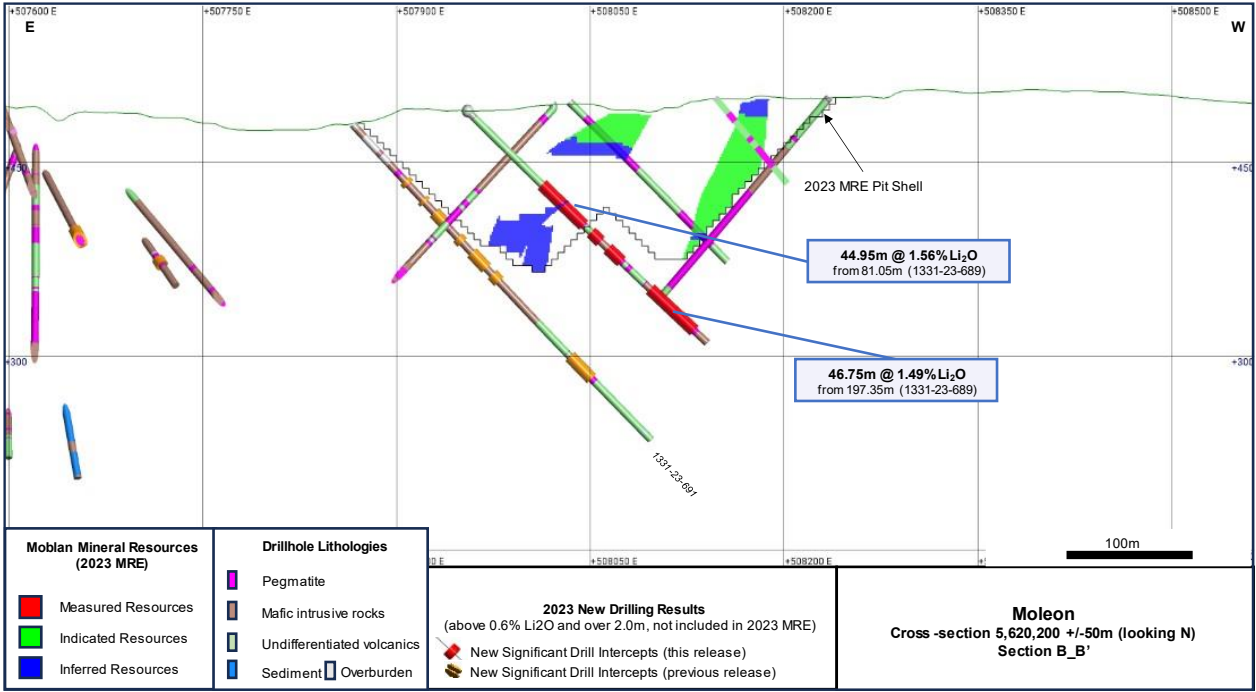 +507600 E
+507750 E
+507900 E
+508050 E
+508200 E
+508350 E
+508500 E
E
W
+450
+450
2023 MRE Pit Shell
44.95m @ 1.56% Li₂O
from 81.05m (1331-23-689)
46.75m @ 1.49% Li₂O
from 197.35m (1331-23-689)
+300
+300
1331-23-691
100m
+508050 E
+508200 E
Moblan Mineral Resources
(2023 MRE)
Measured Resources
Indicated Resources
Inferred Resources
Drillhole Lithologies
Pegmatite
Mafic intrusive rocks
Undifferentiated volcanics
Sediment
Overburden
2023 New Drilling Results
(above 0.6% Li2O and over 2.0m, not included in 2023 MRE)
New Significant Drill Intercepts (this release)
New Significant Drill Intercepts (previous release)
Moleon
Cross -section 5,620,200 +/-50m (looking N)
Section B_B’